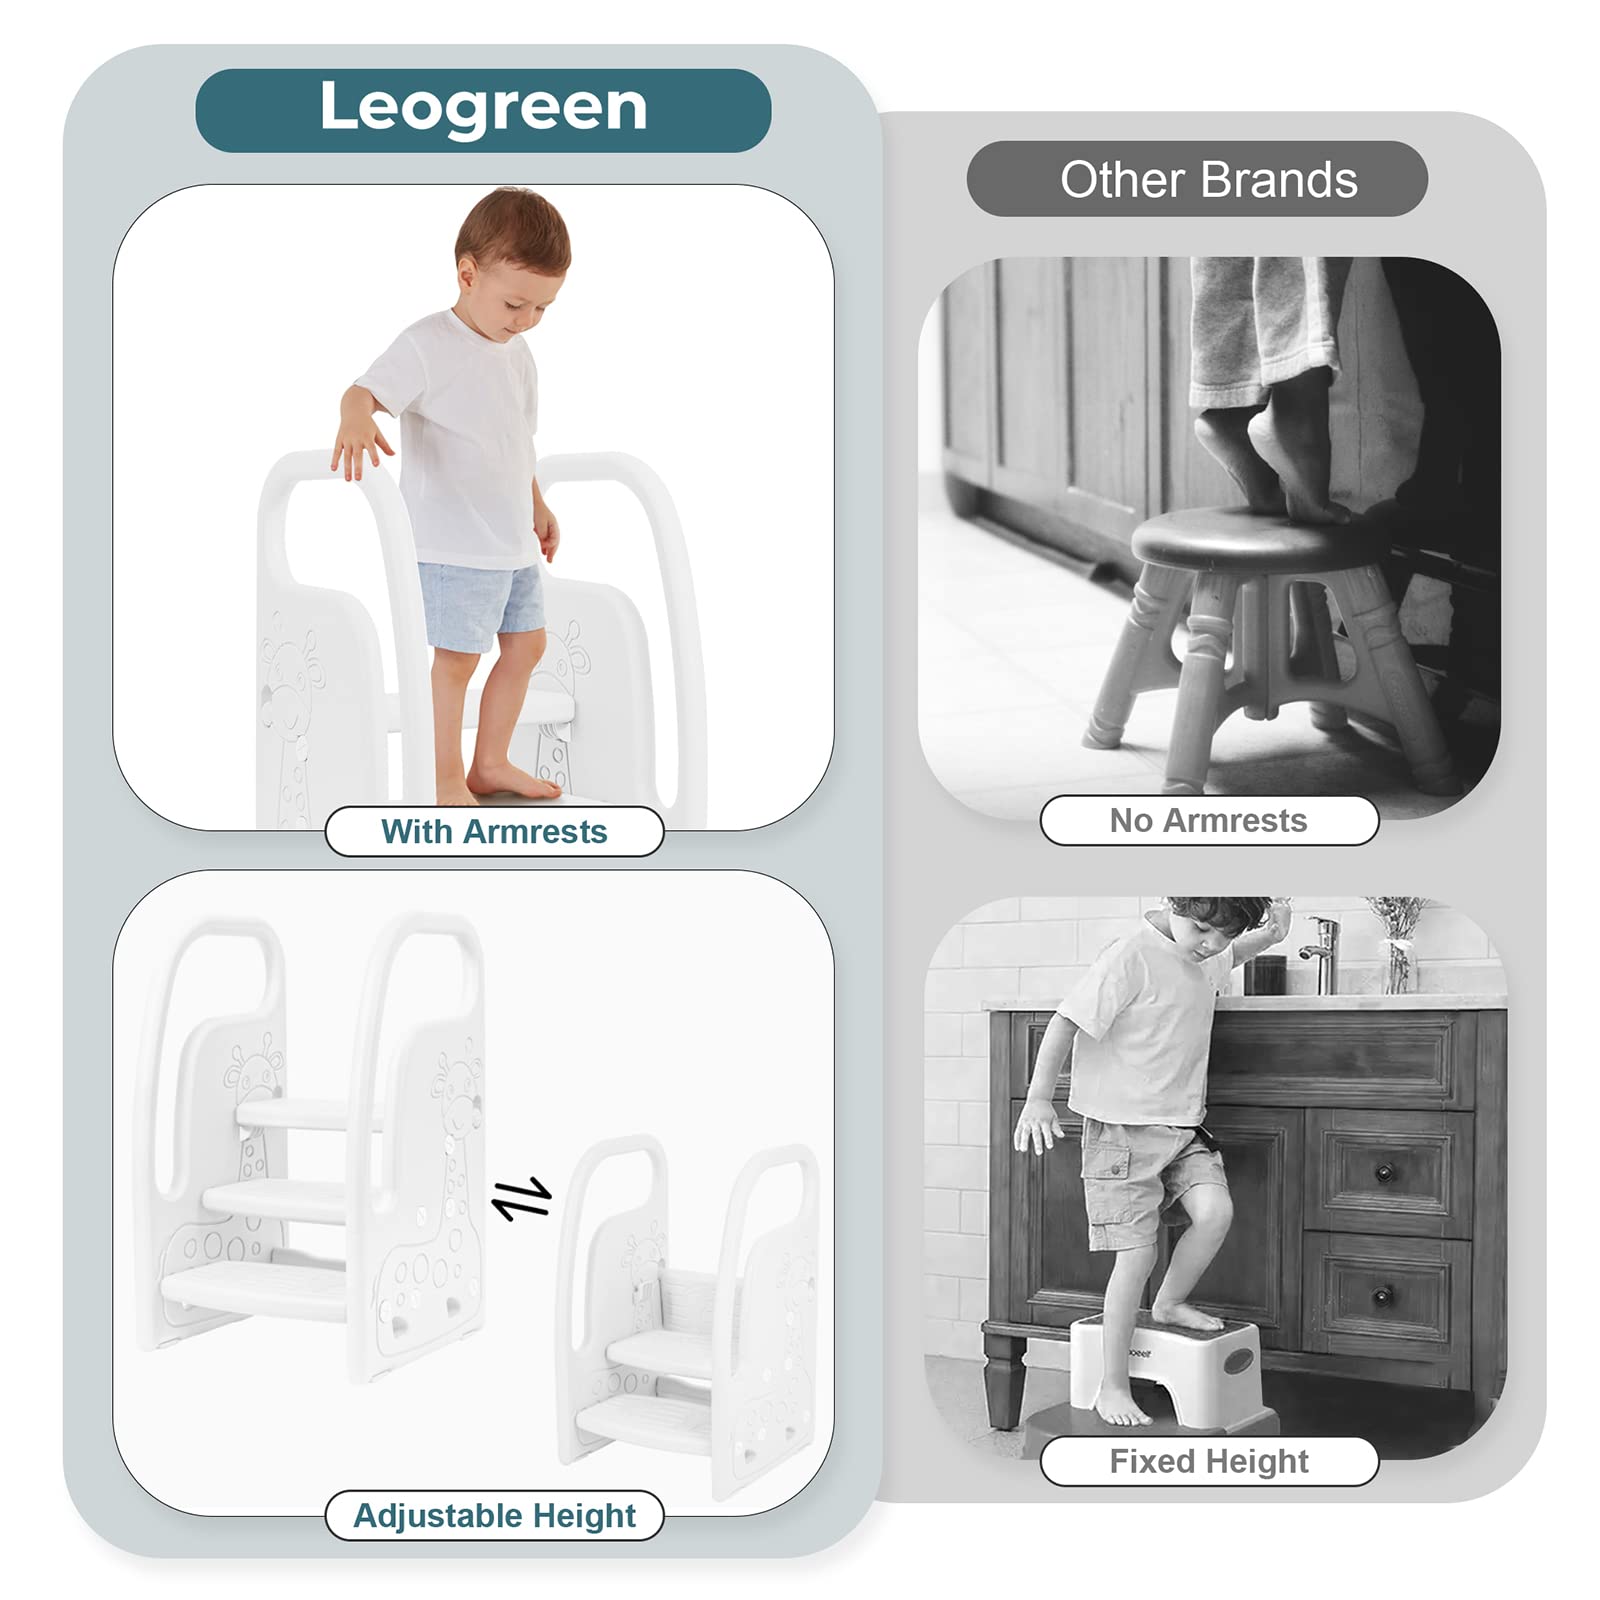 Leogreen
Other Brands
With Armrests
No Armrests
Adjustable Height
Fixed Height